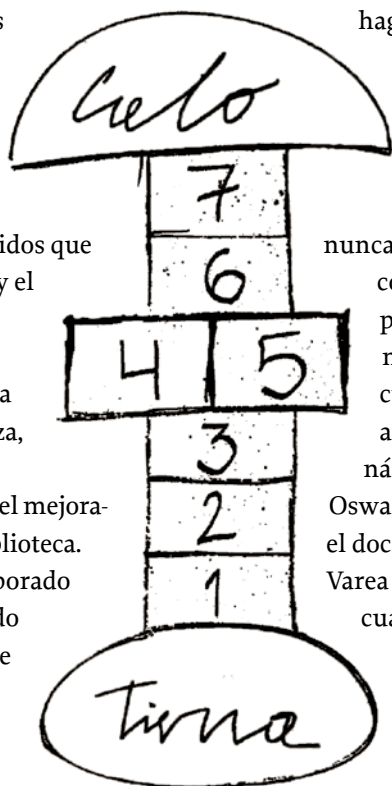 s
idos que
y el
a
za,
el mejora-
blioteca.
porado
do
e
Cielo
7
6
4 5
3
2
1
Tierra
hag
nunca
co
p
n
c
a
ná
Oswa
el doc
Varea
cua